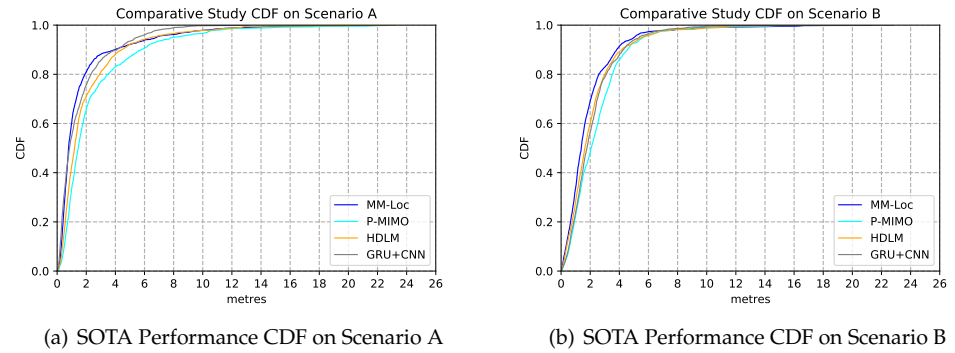 Comparative Study CDF on Scenario A
1.0
0.8
0.6
0.4
0.2
0.0
CDF
MM-Loc
P-MIMO
HDLM
GRU+CNN
0 2 4 6 8 10 12 14 16 18 20 22 24 26
metres
(a) SOTA Performance CDF on Scenario A
Comparative Study CDF on Scenario B
1.0
0.8
0.6
0.4
0.2
0.0
CDF
MM-Loc
P-MIMO
HDLM
GRU+CNN
0 2 4 6 8 10 12 14 16 18 20 22 24 26
metres
(b) SOTA Performance CDF on Scenario B